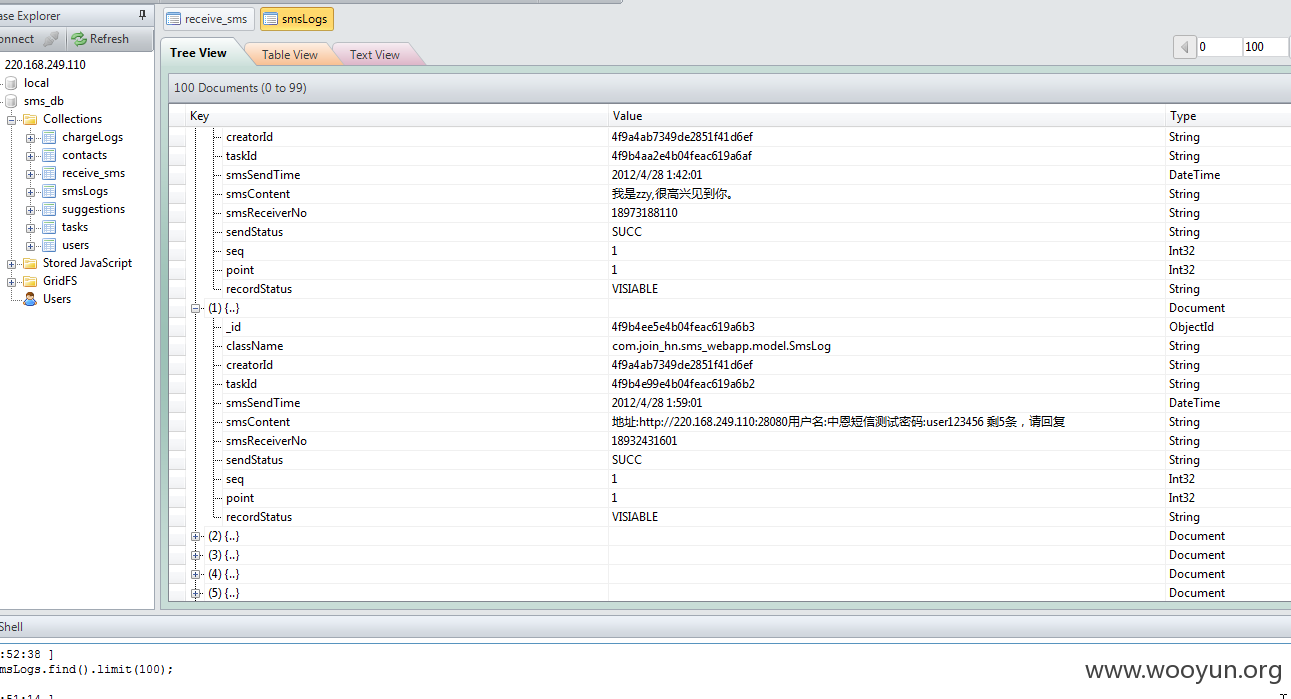 ase Explorer
receive_sms smsLogs
onnect Refresh
Tree View Table View Text View 0 100
220.168.249.110
local
sms_db
Collections
chargeLogs
contacts
receive_sms
smsLogs
suggestions
tasks
users
Stored JavaScript
GridFS
Users
100 Documents (0 to 99)
Key Value Type
creatorId 4f9a4ab7349de2851f41d6ef String
taskId 4f9b4aa2e4b04feac619a6af String
smsSendTime 2012/4/28 1:42:01 DateTime
smsContent 我是zzy,很高兴见到你。 String
smsReceiverNo 18973188110 String
sendStatus SUCC String
seq 1 Int32
point 1 Int32
recordStatus VISIABLE String
(1) {..} Document
_id 4f9b4ee5e4b04feac619a6b3 ObjectId
className com.join_hn.sms_webapp.model.SmsLog String
creatorId 4f9a4ab7349de2851f41d6ef String
taskId 4f9b4e99e4b04feac619a6b2 String
smsSendTime 2012/4/28 1:59:01 DateTime
smsContent 地址:http://220.168.249.110:28080用户名:中恩短信测试密码:user123456 剩5条，请回复 String
smsReceiverNo 18932431601 String
sendStatus SUCC String
seq 1 Int32
point 1 Int32
recordStatus VISIABLE String
(2) {..} Document
(3) {..} Document
(4) {..} Document
(5) {..} Document
Shell
:52:38 ]
msLogs.find().limit(100);
:51:14 ]
www.wooyun.org